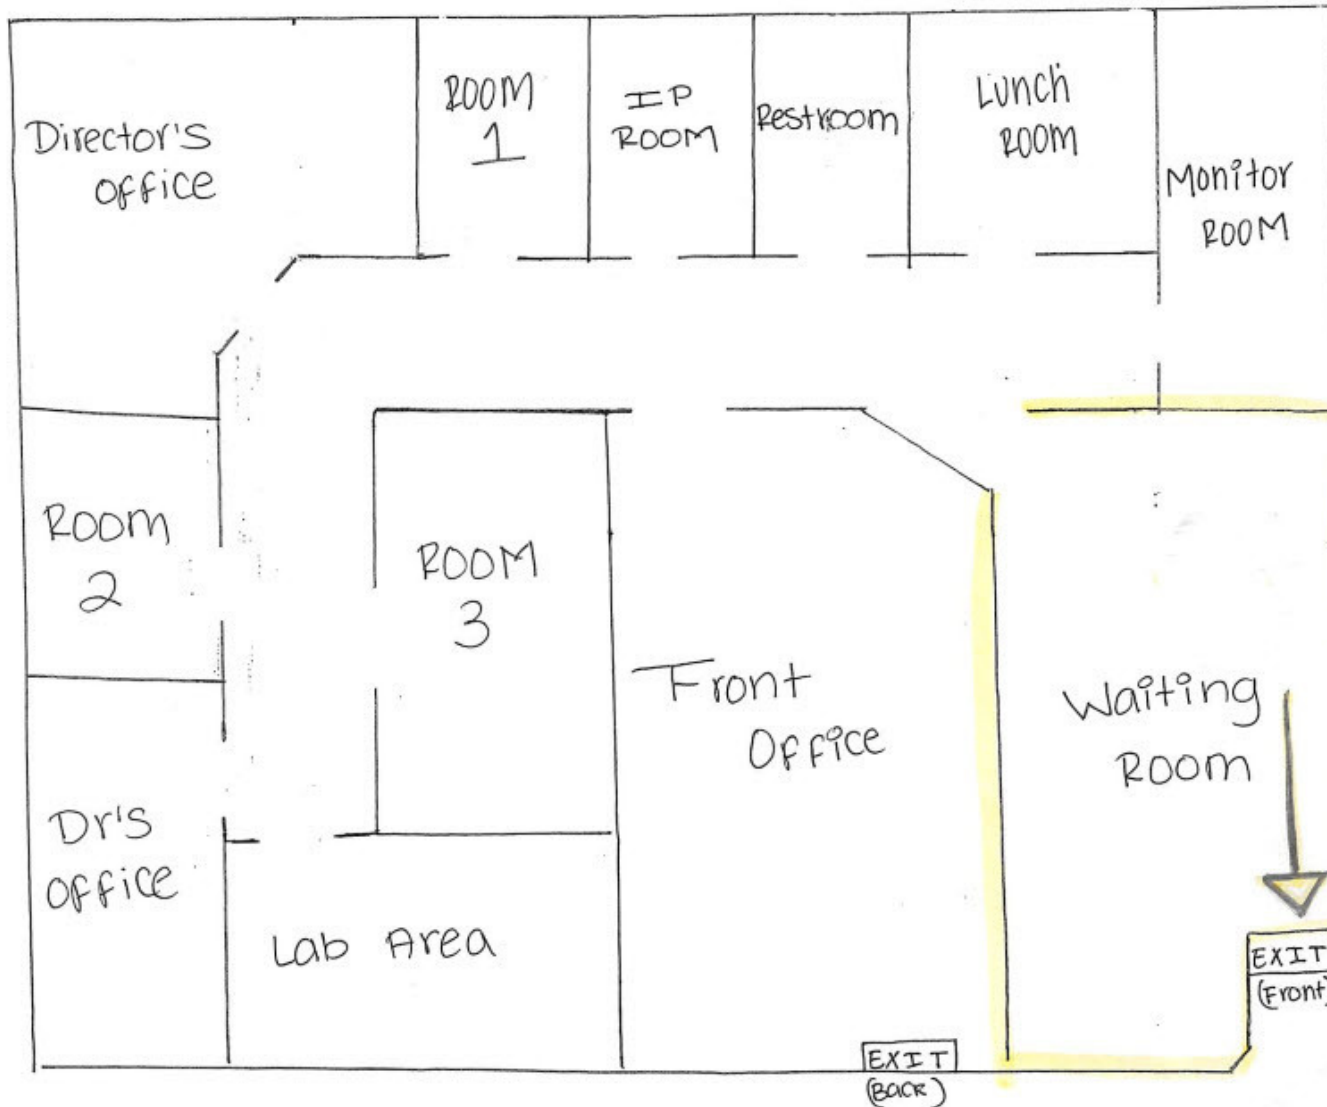 Director's
Office
ROOM
1
IP
ROOM
Restroom
Lunch
ROOM
Monitor
ROOM
Room
2
ROOM
3
Front
Office
Waiting
Room
Dr's
Office
Lab Area
EXIT
(Front)
EXIT
(Back)